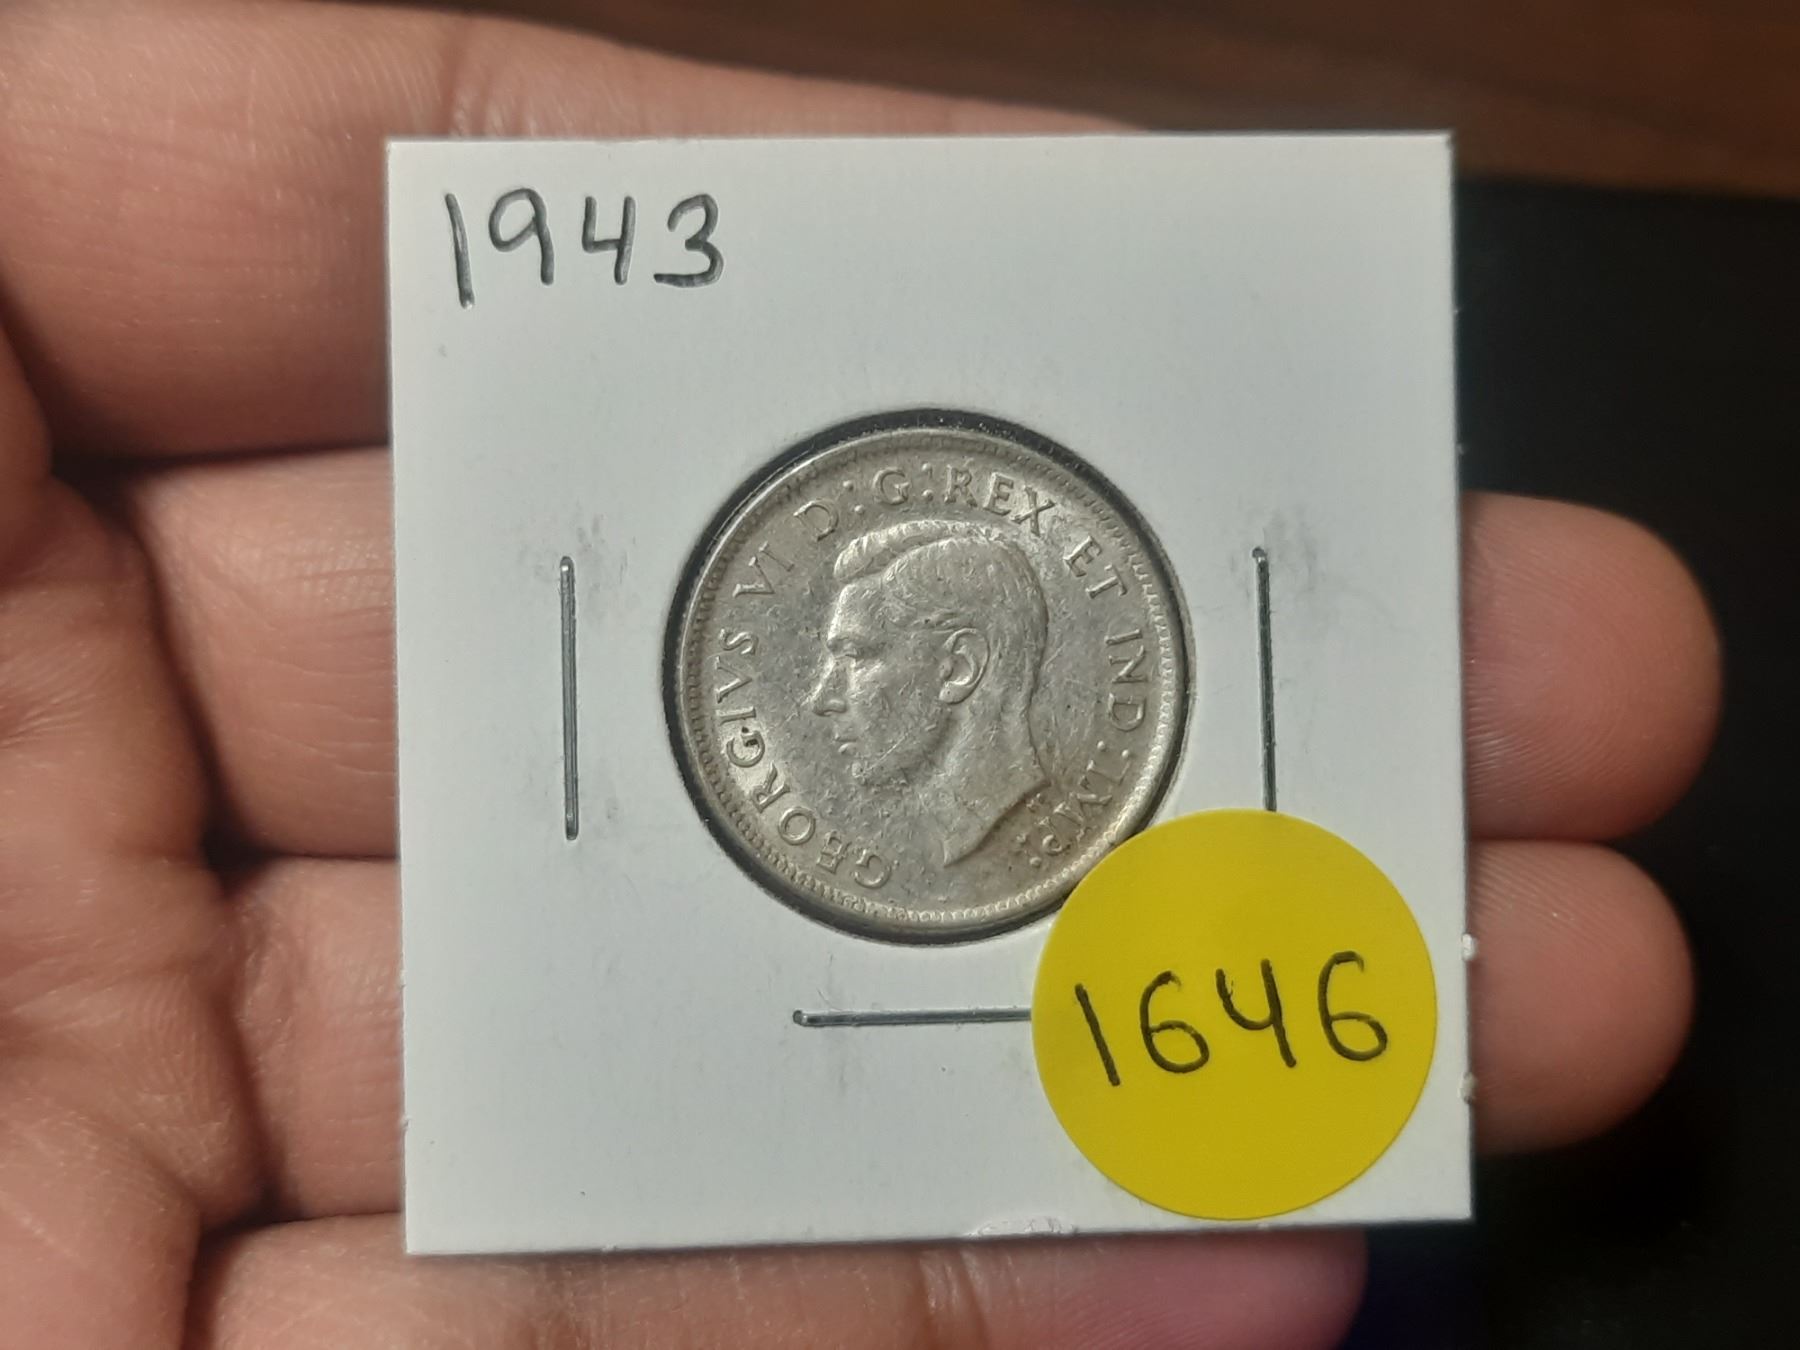 1943
GEORGIVS VI D:G:REX ET IND:IMP:
1646